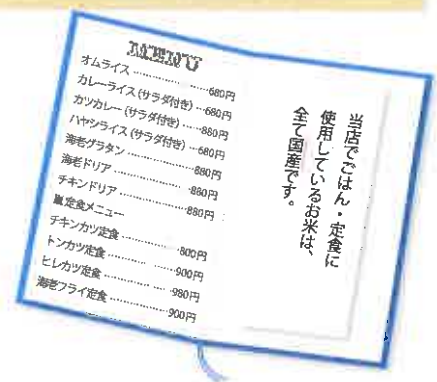 MENU
オムライス ……………680円
カレーライス (サラダ付き) …680円
カツカレー (サラダ付き) ……880円
ハヤシライス (サラダ付き) …680円
海老グラタン ……………880円
海老ドリア ……………880円
チキンドリア ……………880円
定食メニュー
チキンカツ定食 …………800円
トンカツ定食 ……………900円
ヒレカツ定食 ……………980円
海老フライ定食 …………900円
当店でごはん・定食に
使用しているお米は、
全て国産です。